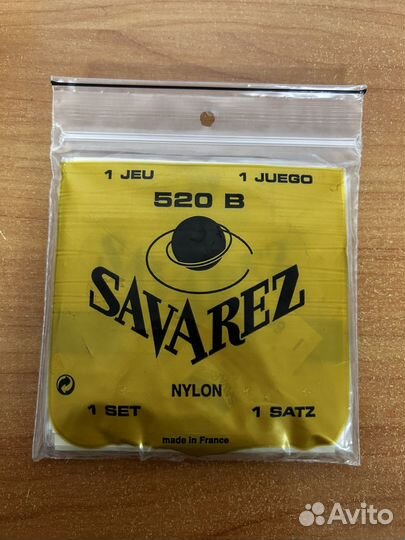 1 JEU 1 JUEGO
520 B
SAVAREZ
NYLON
1 SET 1 SATZ
made in France
Avito